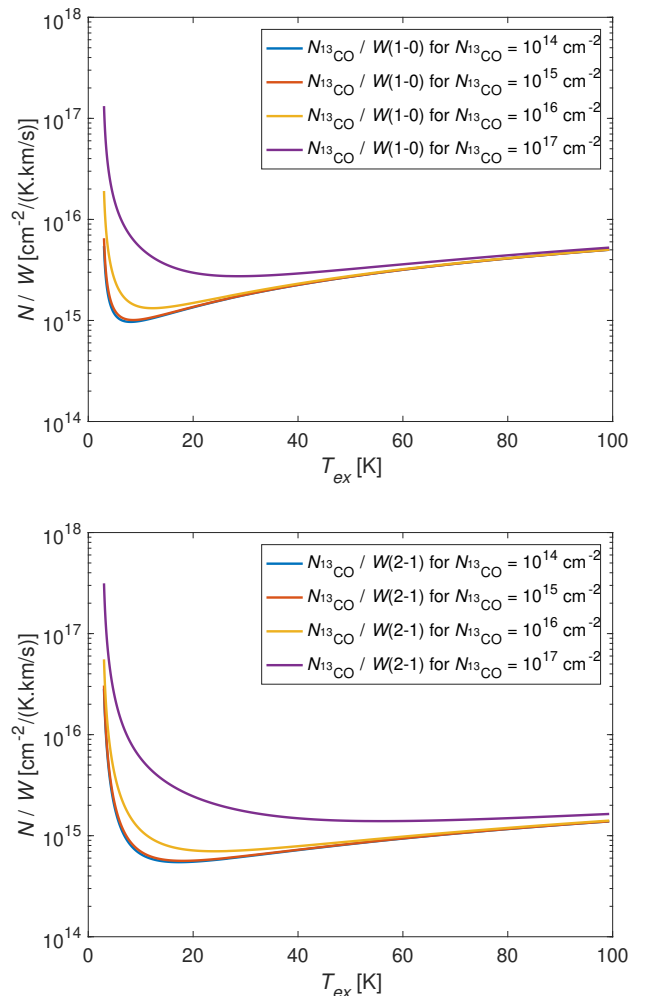 10^18
10^17
10^16
10^15
10^14
N / W [cm^-2/(K.km/s)]
N_13CO / W(1-0) for N_13CO = 10^14 cm^-2
N_13CO / W(1-0) for N_13CO = 10^15 cm^-2
N_13CO / W(1-0) for N_13CO = 10^16 cm^-2
N_13CO / W(1-0) for N_13CO = 10^17 cm^-2
0 20 40 60 80 100
T_ex [K]
10^18
10^17
10^16
10^15
10^14
N / W [cm^-2/(K.km/s)]
N_13CO / W(2-1) for N_13CO = 10^14 cm^-2
N_13CO / W(2-1) for N_13CO = 10^15 cm^-2
N_13CO / W(2-1) for N_13CO = 10^16 cm^-2
N_13CO / W(2-1) for N_13CO = 10^17 cm^-2
0 20 40 60 80 100
T_ex [K]